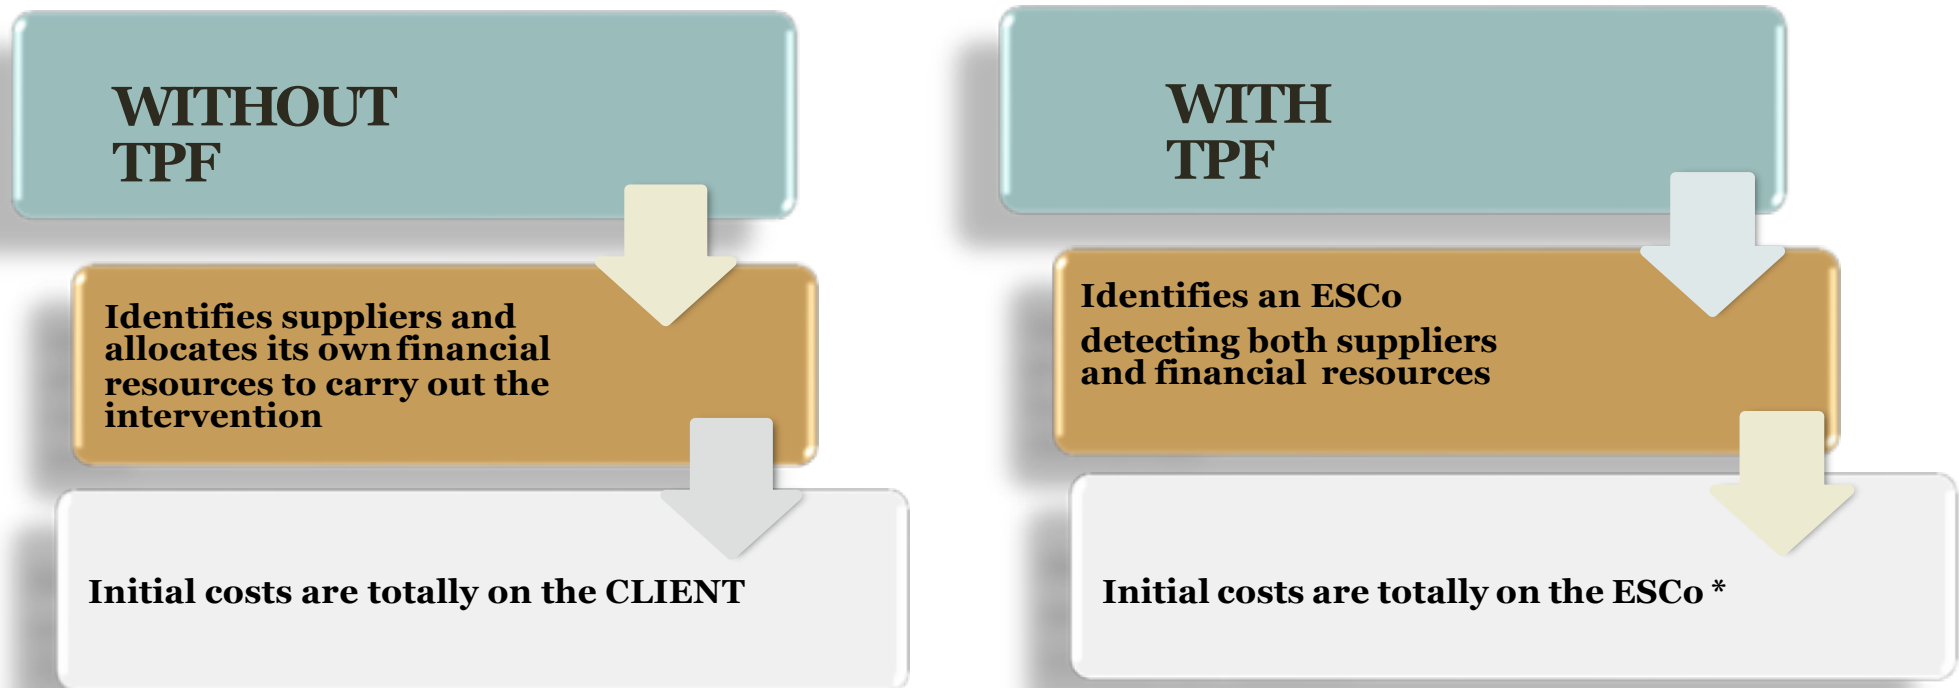 WITHOUT
TPF
Identifies suppliers and
allocates its own financial
resources to carry out the
intervention
Initial costs are totally on the CLIENT
WITH
TPF
Identifies an ESCo
detecting both suppliers
and financial resources
Initial costs are totally on the ESCo *